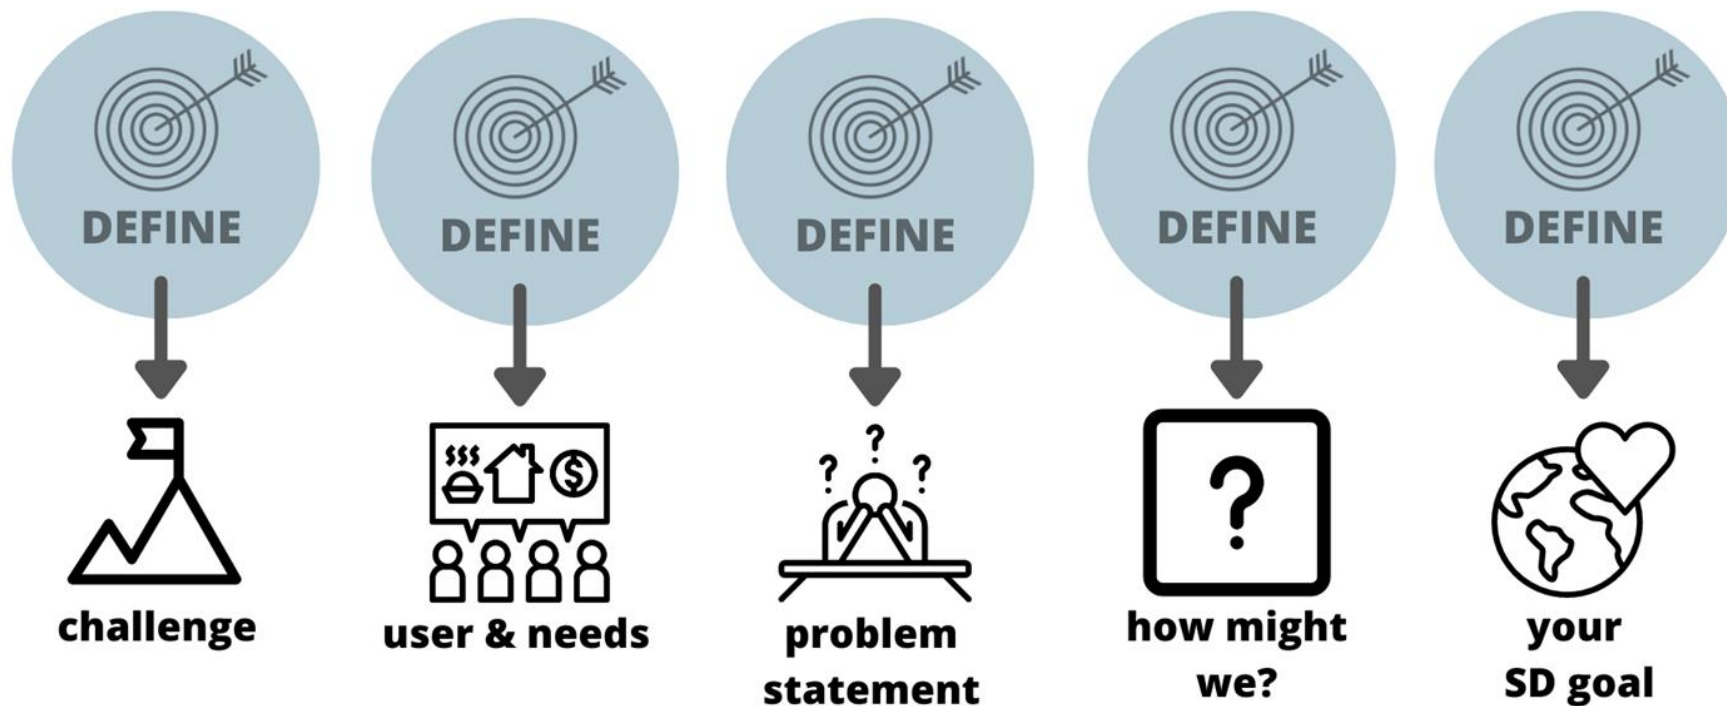 DEFINE
DEFINE
DEFINE
DEFINE
DEFINE
$$$
$
? ? ?
?
challenge
user & needs
problem
statement
how might
we?
your
SD goal